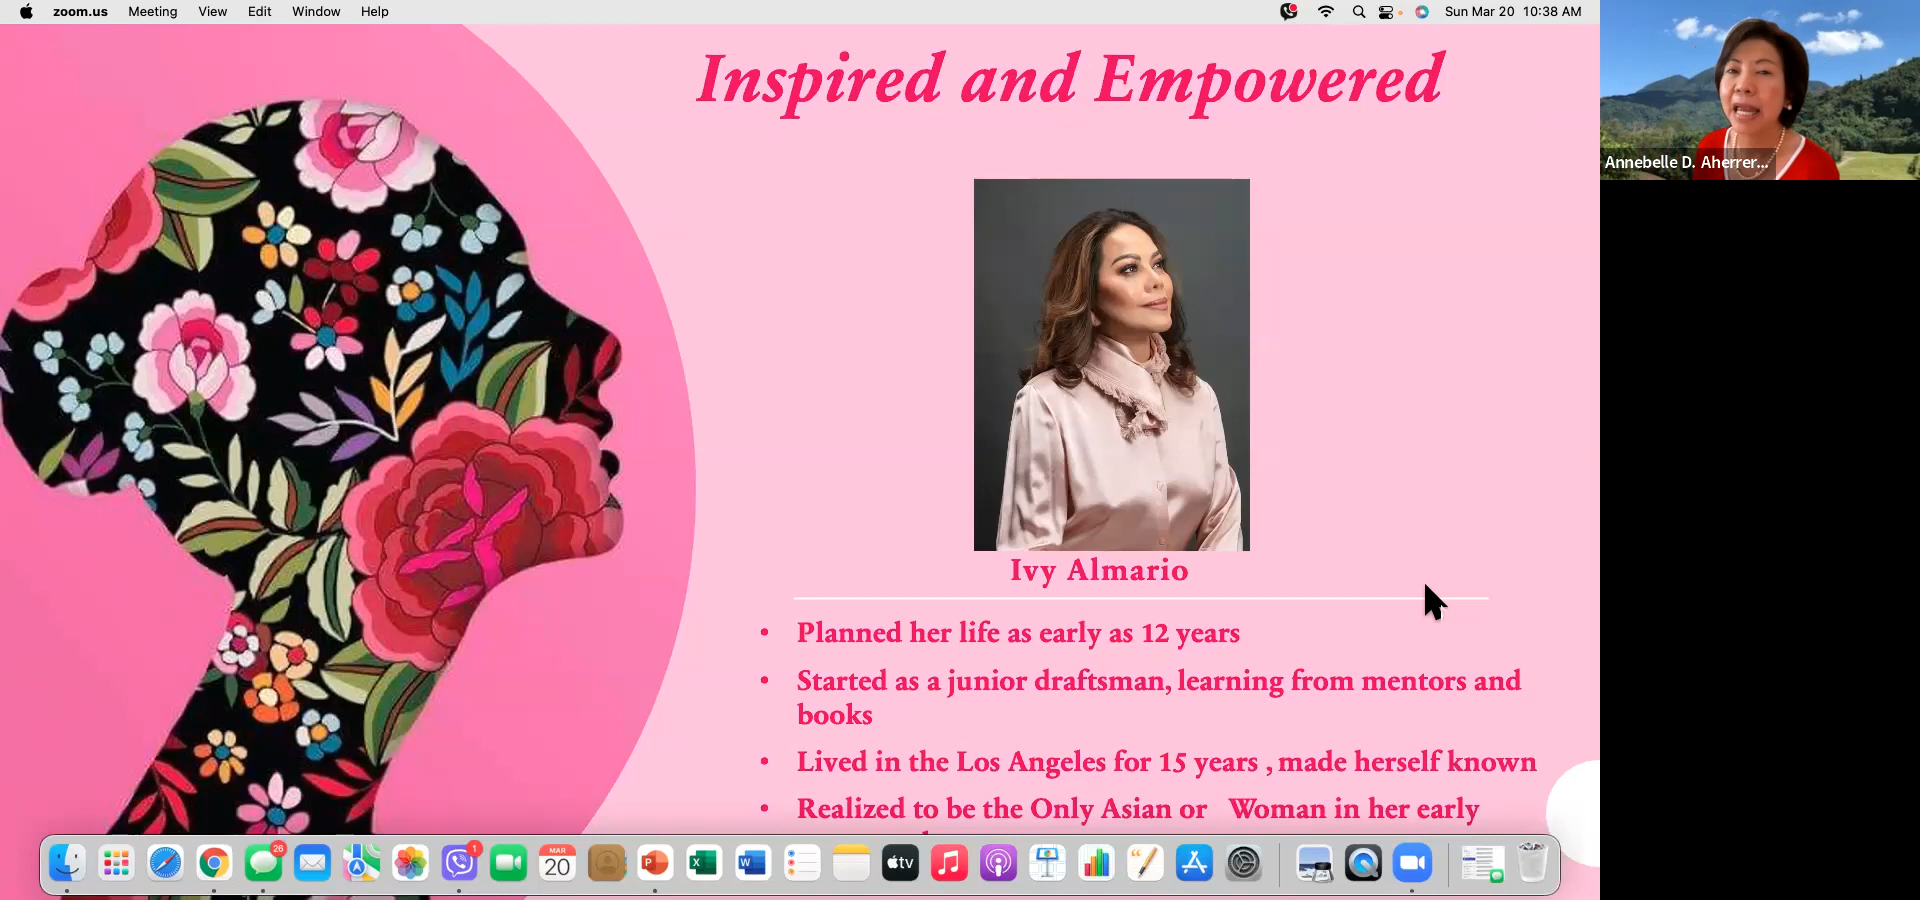 zoom.us Meeting View Edit Window Help
Sun Mar 20 10:38 AM
Inspired and Empowered
Annebelle D. Aherrer...
Ivy Almario
• Planned her life as early as 12 years
• Started as a junior draftsman, learning from mentors and
books
• Lived in the Los Angeles for 15 years , made herself known
• Realized to be the Only Asian or Woman in her early
26
1
MAR
20
P
X
W
tv